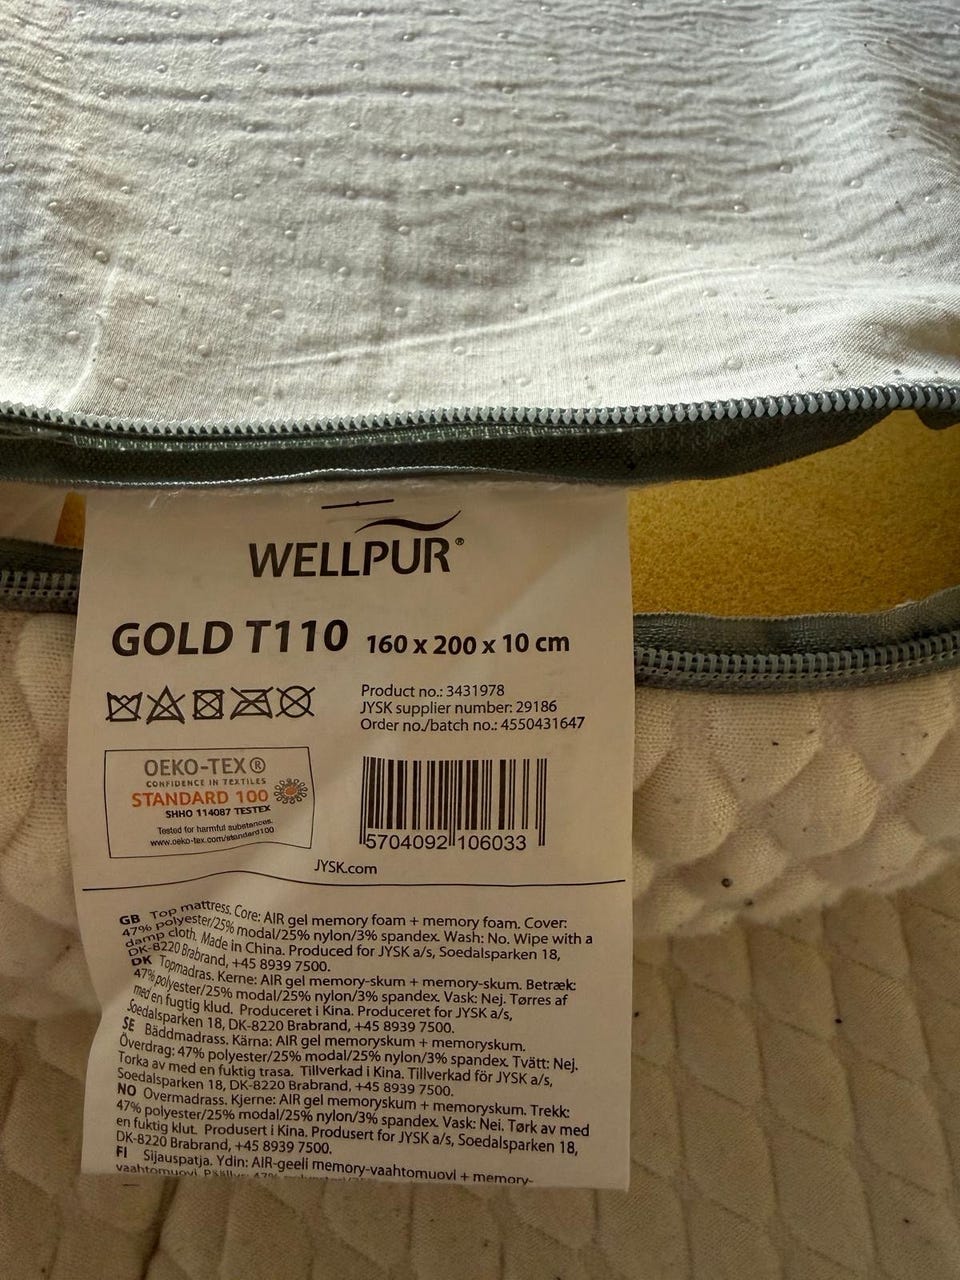 WELLPUR®
GOLD T110 160 x 200 x 10 cm
Product no.: 3431978
JYSK supplier number: 29186
Order no./batch no.: 4550431647
OEKO-TEX®
CONFIDENCE IN TEXTILES
STANDARD 100
SHHO 114087 TESTEX
Tested for harmful substances.
www.oeko-tex.com/standard100
5704092 106033
JYSK.com
GB Top mattress. Core: AIR gel memory foam + memory foam. Cover:
47% polyester/25% modal/25% nylon/3% spandex. Wash: No. Wipe with a
damp cloth. Made in China. Produced for JYSK a/s, Soedalsparken 18,
DK-8220 Brabrand, +45 8939 7500.
DK Topmadras. Kerne: AIR gel memory-skum + memory-skum. Betræk:
47% polyester/25% modal/25% nylon/3% spandex. Vask: Nej. Tørres af
med en fugtig klud. Produceret i Kina. Produceret for JYSK a/s,
Soedalsparken 18, DK-8220 Brabrand, +45 8939 7500.
SE Bäddmadrass. Kärna: AIR gel memoryskum + memoryskum.
Överdrag: 47% polyester/25% modal/25% nylon/3% spandex. Tvätt: Nej.
Torka av med en fuktig trasa. Tillverkad i Kina. Tillverkad för JYSK a/s,
Soedalsparken 18, DK-8220 Brabrand, +45 8939 7500.
NO Overmadrass. Kjerne: AIR gel memoryskum + memoryskum. Trekk:
47% polyester/25% modal/25% nylon/3% spandex. Vask: Nei. Tørk av med
en fuktig klut. Produsert i Kina. Produsert for JYSK a/s, Soedalsparken 18,
DK-8220 Brabrand, +45 8939 7500.
FI Sijauspatja. Ydin: AIR-geeli memory-vaahtomuovi + memory-
vaahtomuovi. Päällys: 47%